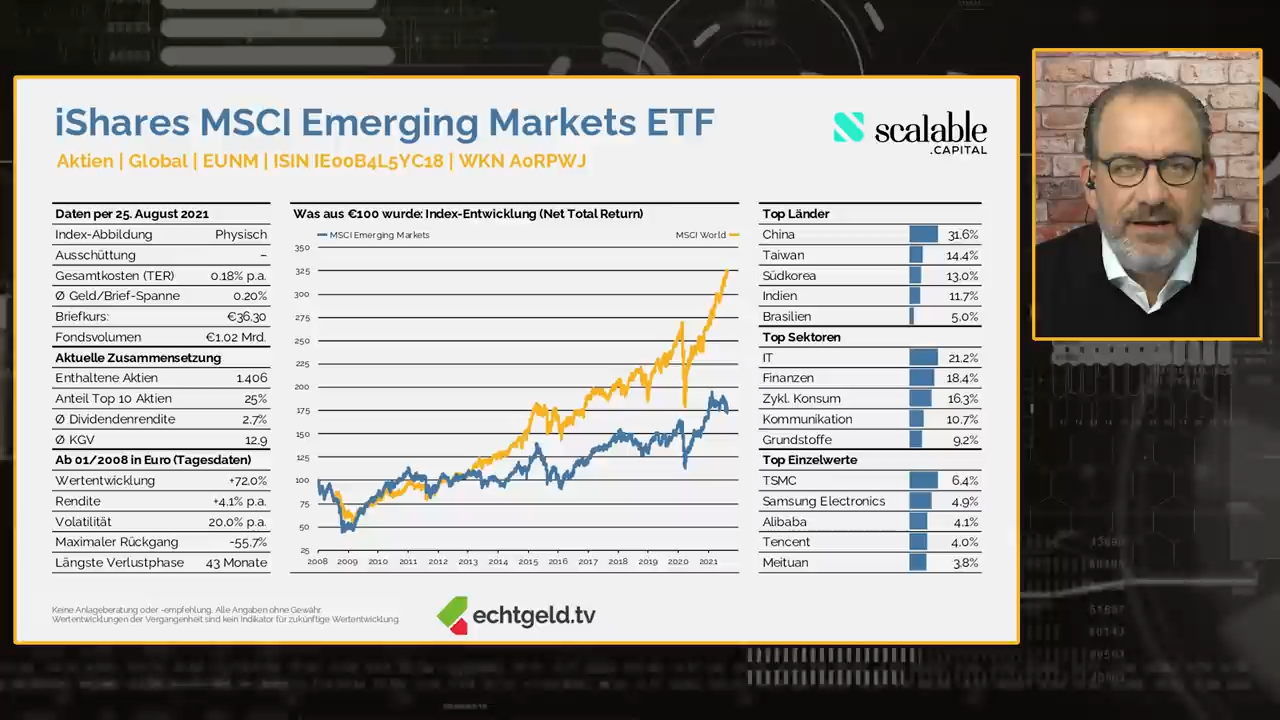 iShares MSCI Emerging Markets ETF
Aktien | Global | EUNM | ISIN IE00B4L5YC18 | WKN A0RPWJ
scalable
.CAPITAL
Daten per 25. August 2021
Index-Abbildung Physisch
Ausschüttung –
Gesamtkosten (TER) 0.18% p.a.
Ø Geld/Brief-Spanne 0.20%
Briefkurs: €36.30
Fondsvolumen €1.02 Mrd.
Aktuelle Zusammensetzung
Enthaltene Aktien 1.406
Anteil Top 10 Aktien 25%
Ø Dividendenrendite 2.7%
Ø KGV 12.9
Ab 01/2008 in Euro (Tagesdaten)
Wertentwicklung +72.0%
Rendite +4.1% p.a.
Volatilität 20.0% p.a.
Maximaler Rückgang -55.7%
Längste Verlustphase 43 Monate
Was aus €100 wurde: Index-Entwicklung (Net Total Return)
MSCI Emerging Markets MSCI World
350
325
300
275
250
225
200
175
150
125
100
75
50
25
2008 2009 2010 2011 2012 2013 2014 2015 2016 2017 2018 2019 2020 2021
Top Länder
China 31.6%
Taiwan 14.4%
Südkorea 13.0%
Indien 11.7%
Brasilien 5.0%
Top Sektoren
IT 21.2%
Finanzen 18.4%
Zykl. Konsum 16.3%
Kommunikation 10.7%
Grundstoffe 9.2%
Top Einzelwerte
TSMC 6.4%
Samsung Electronics 4.9%
Alibaba 4.1%
Tencent 4.0%
Meituan 3.8%
Keine Anlageberatung oder -empfehlung. Alle Angaben ohne Gewähr.
Wertentwicklungen der Vergangenheit sind kein Indikator für zukünftige Wertentwicklung.
echtgeld.tv